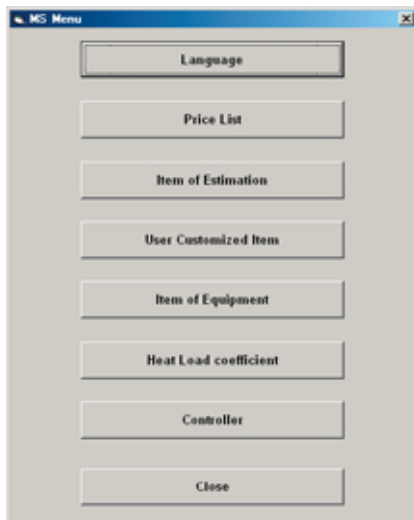 MS Menu
Language
Price List
Item of Estimation
User Customized Item
Item of Equipment
Heat Load coefficient
Controller
Close